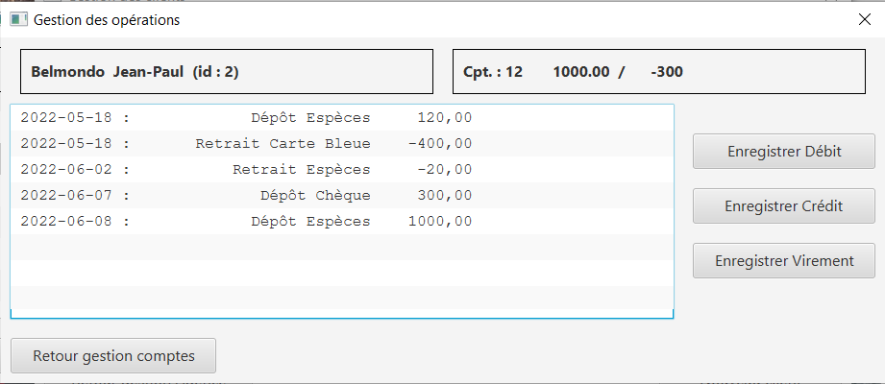 Gestion des opérations
Belmondo Jean-Paul (id : 2)
Cpt. : 12 1000.00 / -300
2022-05-18 : Dépôt Espèces 120,00
2022-05-18 : Retrait Carte Bleue -400,00
2022-06-02 : Retrait Espèces -20,00
2022-06-07 : Dépôt Chèque 300,00
2022-06-08 : Dépôt Espèces 1000,00
Enregistrer Débit
Enregistrer Crédit
Enregistrer Virement
Retour gestion comptes